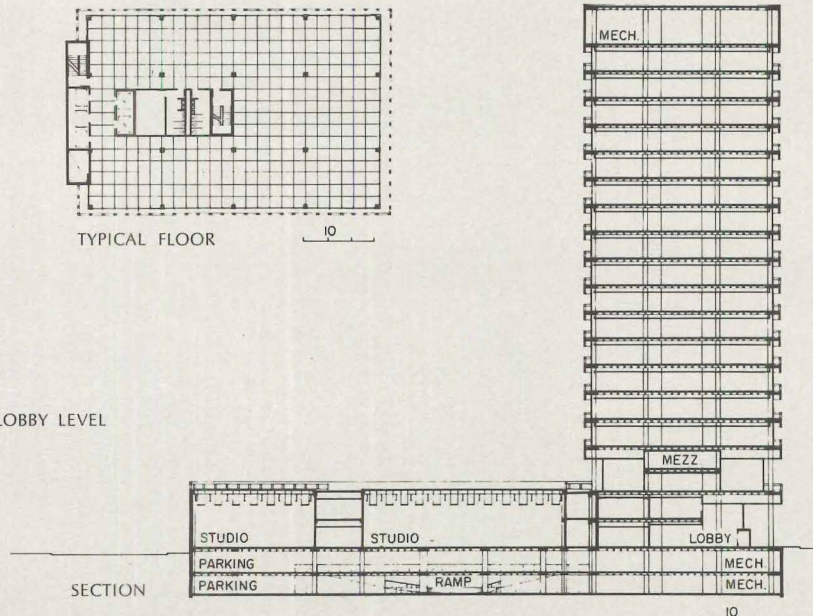 MECH.
TYPICAL FLOOR
10
LOBBY LEVEL
MEZZ
STUDIO STUDIO LOBBY
PARKING MECH.
SECTION
PARKING RAMP MECH.
10